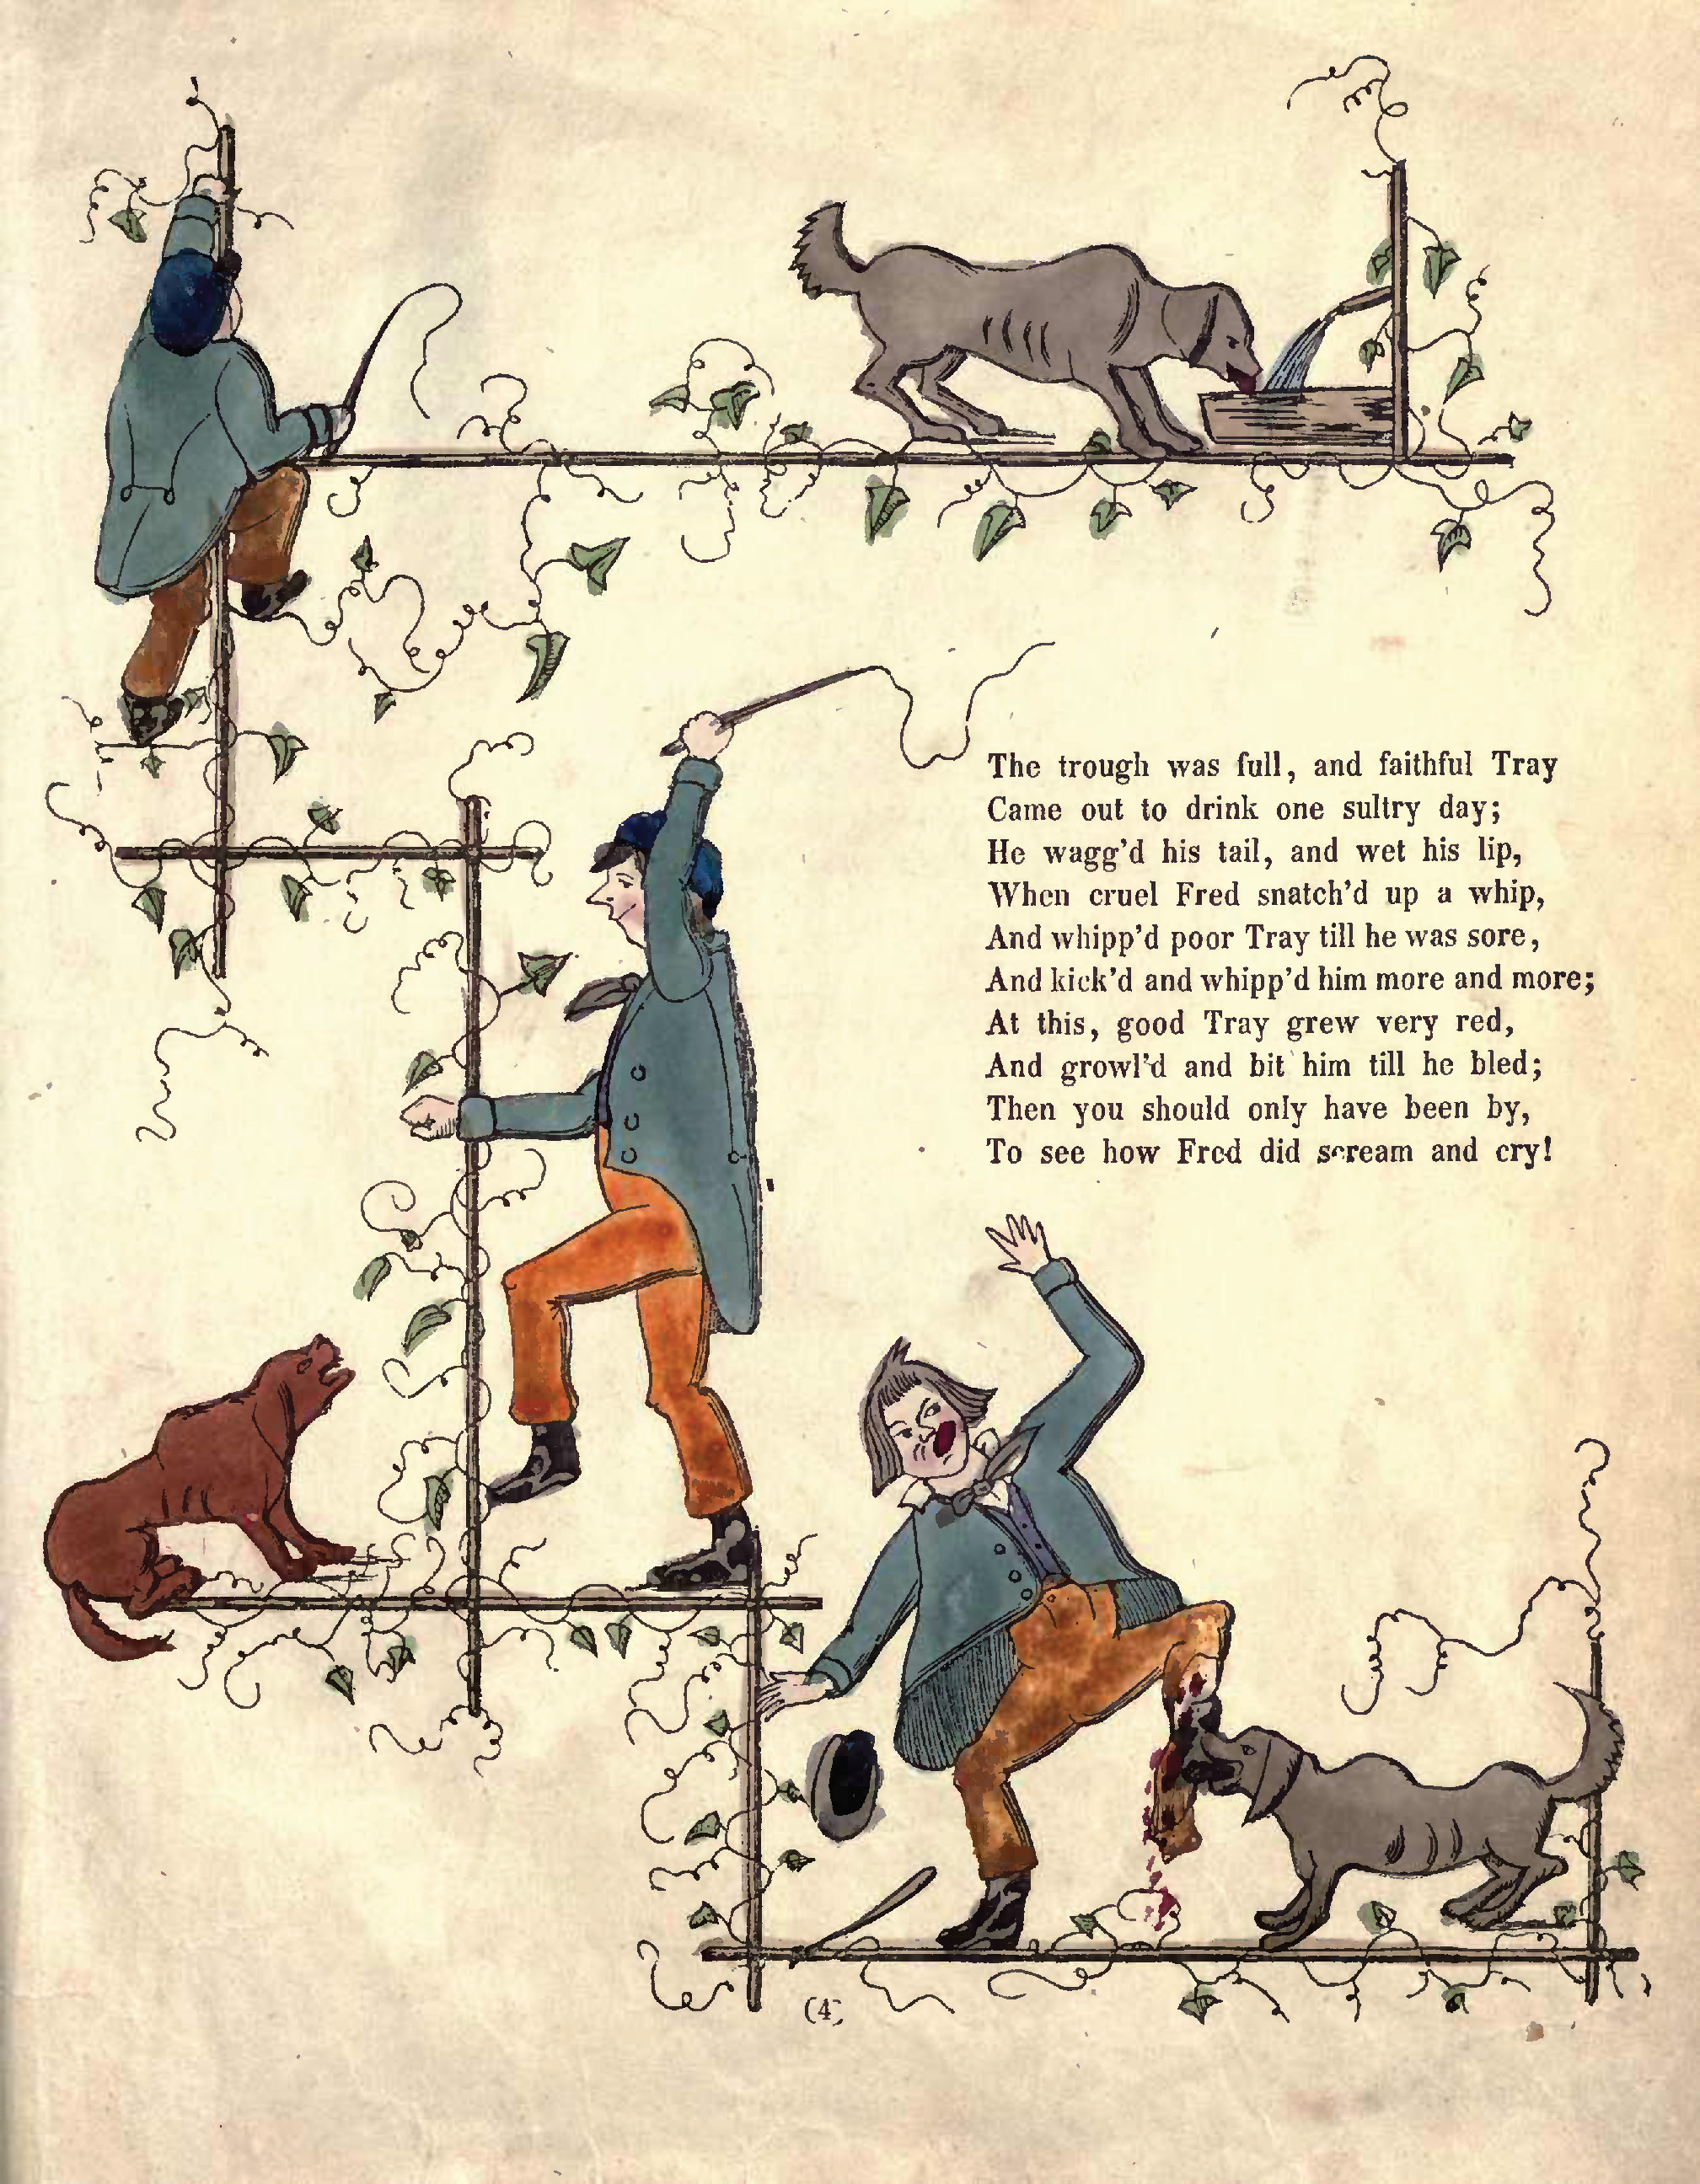 The trough was full, and faithful Tray
Came out to drink one sultry day;
He wagg'd his tail, and wet his lip,
When cruel Fred snatch'd up a whip,
And whipp'd poor Tray till he was sore,
And kick'd and whipp'd him more and more;
At this, good Tray grew very red,
And growl'd and bit him till he bled;
Then you should only have been by,
To see how Fred did scream and cry!
(4)